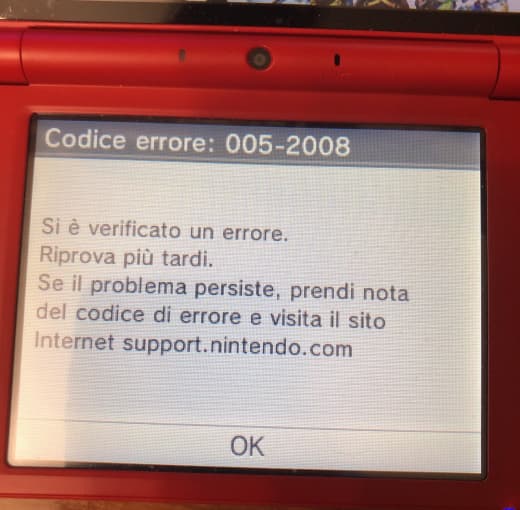 Codice errore: 005-2008
Si è verificato un errore.
Riprova più tardi.
Se il problema persiste, prendi nota
del codice di errore e visita il sito
Internet support.nintendo.com
OK